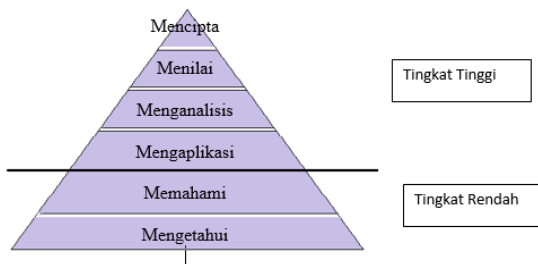 Mencipta
Menilai
Menganalisis
Mengaplikasi
Memahami
Mengetahui
Tingkat Tinggi
Tingkat Rendah